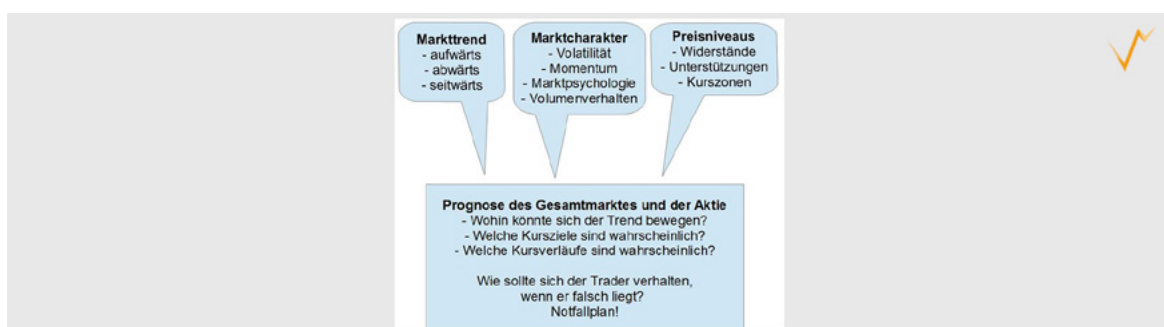 Markttrend
- aufwärts
- abwärts
- seitwärts
Marktcharakter
- Volatilität
- Momentum
- Marktpsychologie
- Volumenverhalten
Preisniveaus
- Widerstände
- Unterstützungen
- Kurszonen
Prognose des Gesamtmarktes und der Aktie
- Wohin könnte sich der Trend bewegen?
- Welche Kursziele sind wahrscheinlich?
- Welche Kursverläufe sind wahrscheinlich?
Wie sollte sich der Trader verhalten,
wenn er falsch liegt?
Notfallplan!